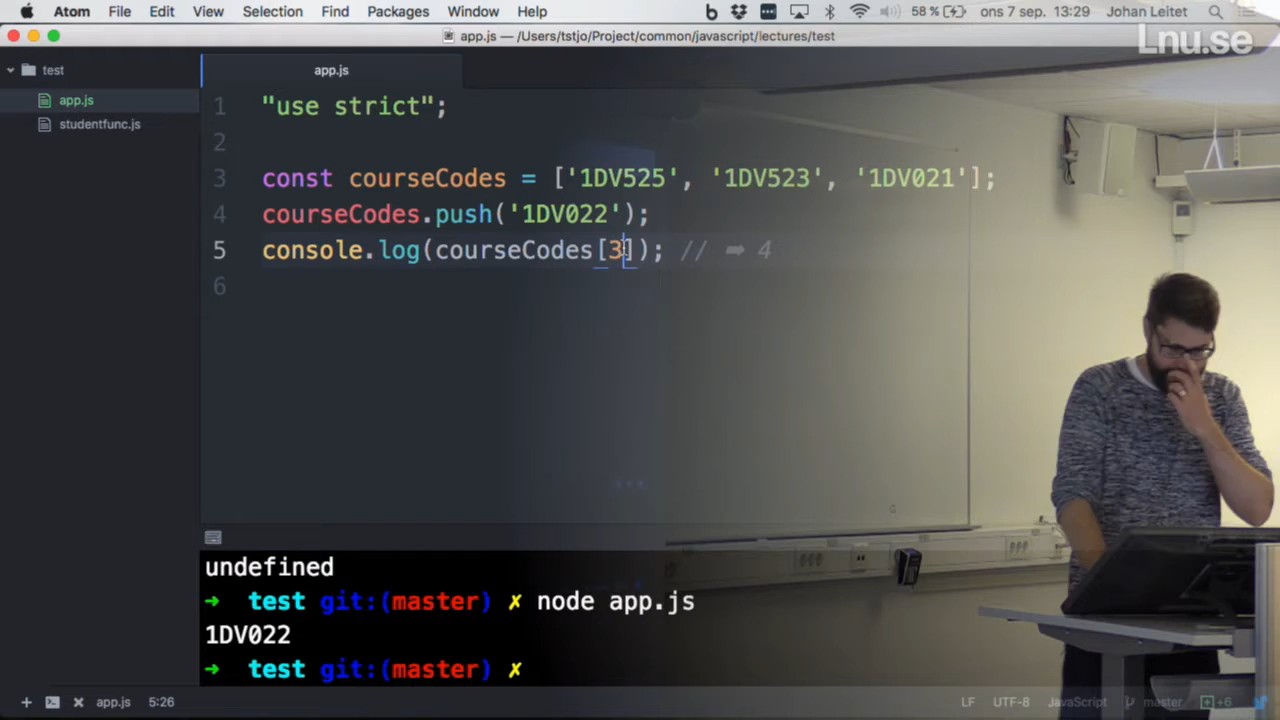 Atom File Edit View Selection Find Packages Window Help 58 % ons 7 sep. 13:29 Johan Leitet
app.js — /Users/tstjo/Project/common/javascript/lectures/test
Lnu.se
test
app.js
studentfunc.js
app.js
1 "use strict";
2
3 const courseCodes = ['1DV525', '1DV523', '1DV021'];
4 courseCodes.push('1DV022');
5 console.log(courseCodes[3]); // ➡ 4
6
undefined
➜ test git:(master) ✗ node app.js
1DV022
➜ test git:(master) ✗
+ app.js 5:26 LF UTF-8 JavaScript master +6